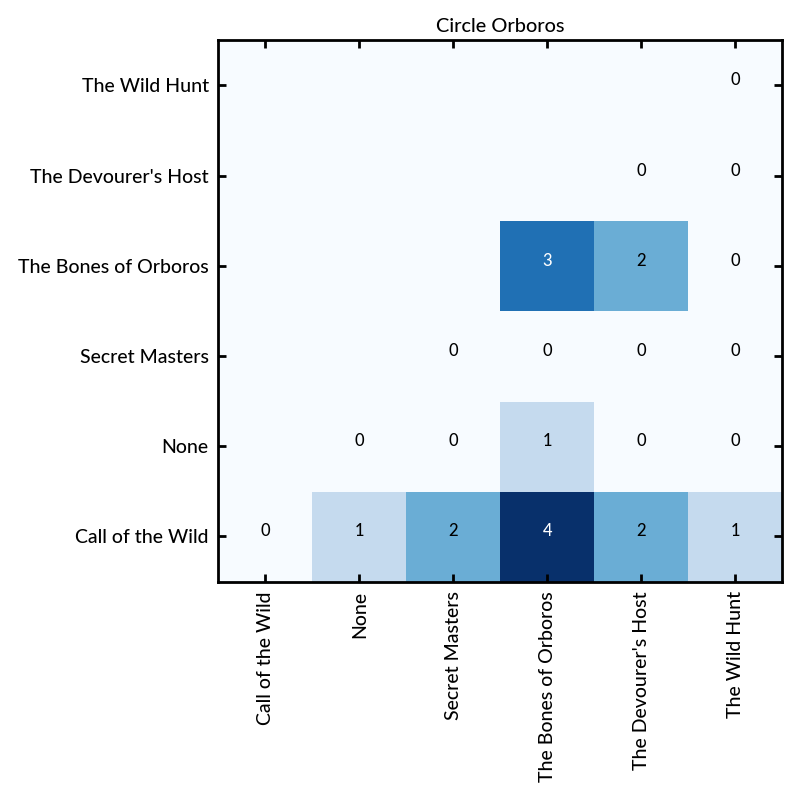 Circle Orboros
The Wild Hunt 0
The Devourer's Host 0 0
The Bones of Orboros 3 2 0
Secret Masters 0 0 0 0
None 0 0 1 0 0
Call of the Wild 0 1 2 4 2 1
Call of the Wild
None
Secret Masters
The Bones of Orboros
The Devourer's Host
The Wild Hunt